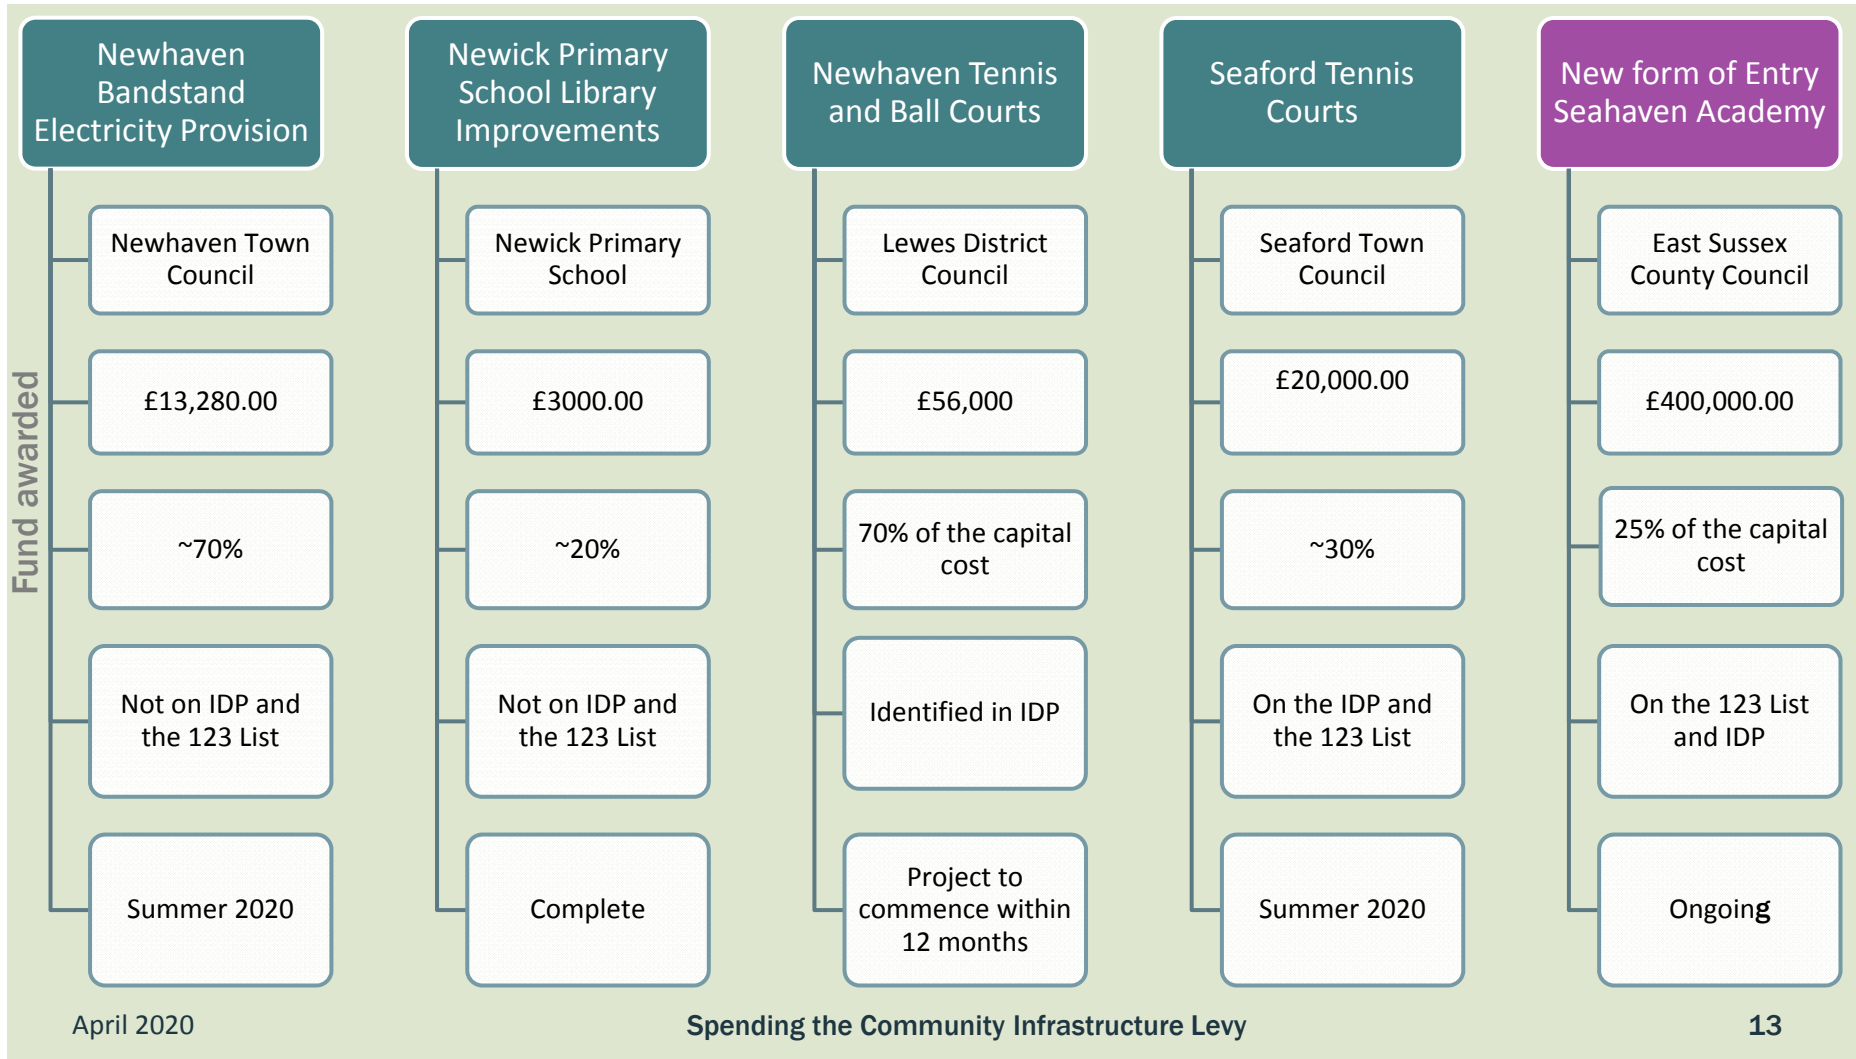 Newhaven
Bandstand
Electricity Provision
Newhaven Town
Council
£13,280.00
~70%
Not on IDP and
the 123 List
Summer 2020
Newick Primary
School Library
Improvements
Newick Primary
School
£3000.00
~20%
Not on IDP and
the 123 List
Complete
Newhaven Tennis
and Ball Courts
Lewes District
Council
£56,000
70% of the capital
cost
Identified in IDP
Project to
commence within
12 months
Seaford Tennis
Courts
Seaford Town
Council
£20,000.00
~30%
On the IDP and
the 123 List
Summer 2020
New form of Entry
Seahaven Academy
East Sussex
County Council
£400,000.00
25% of the capital
cost
On the 123 List
and IDP
Ongoing
Fund awarded
April 2020
Spending the Community Infrastructure Levy
13